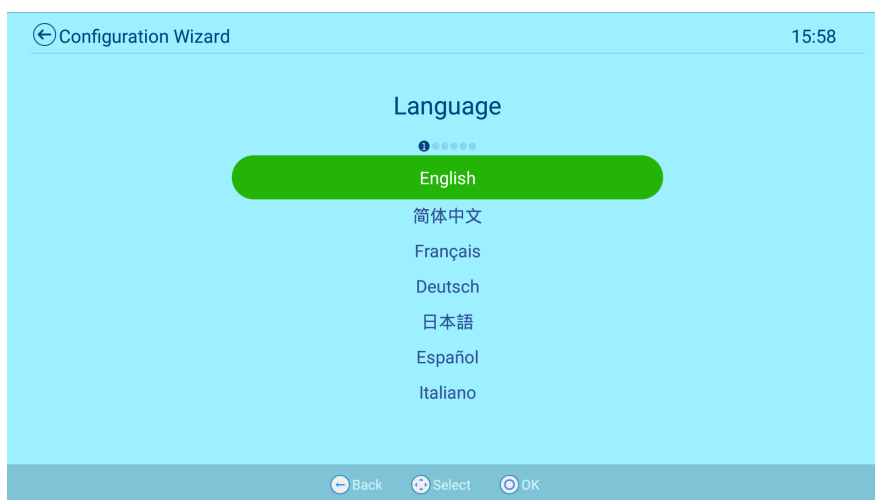 Configuration Wizard 15:58
Language
1
English
简体中文
Français
Deutsch
日本語
Español
Italiano
Back Select OK